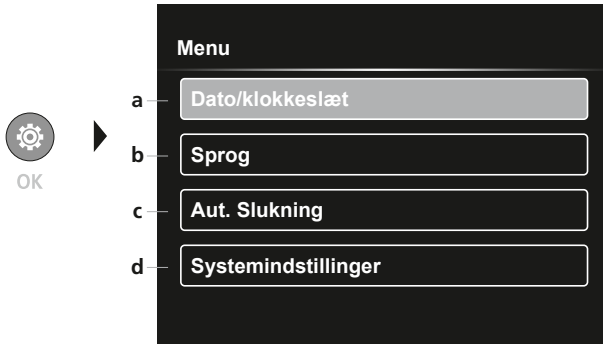 Menu
a Dato/klokkeslæt
b Sprog
OK
c Aut. Slukning
d Systemindstillinger